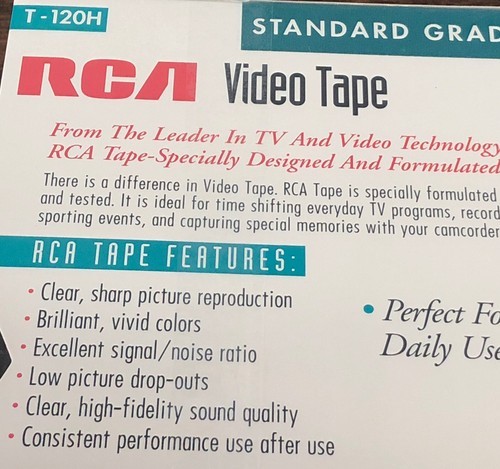 T-120H
STANDARD GRAD
RCA Video Tape
From The Leader In TV And Video Technology
RCA Tape-Specially Designed And Formulated
There is a difference in Video Tape. RCA Tape is specially formulated
and tested. It is ideal for time shifting everyday TV programs, record
sporting events, and capturing special memories with your camcorder
RCA TAPE FEATURES:
• Clear, sharp picture reproduction
• Brilliant, vivid colors
• Excellent signal/noise ratio
• Low picture drop-outs
• Clear, high-fidelity sound quality
• Consistent performance use after use
• Perfect Fo
Daily Use